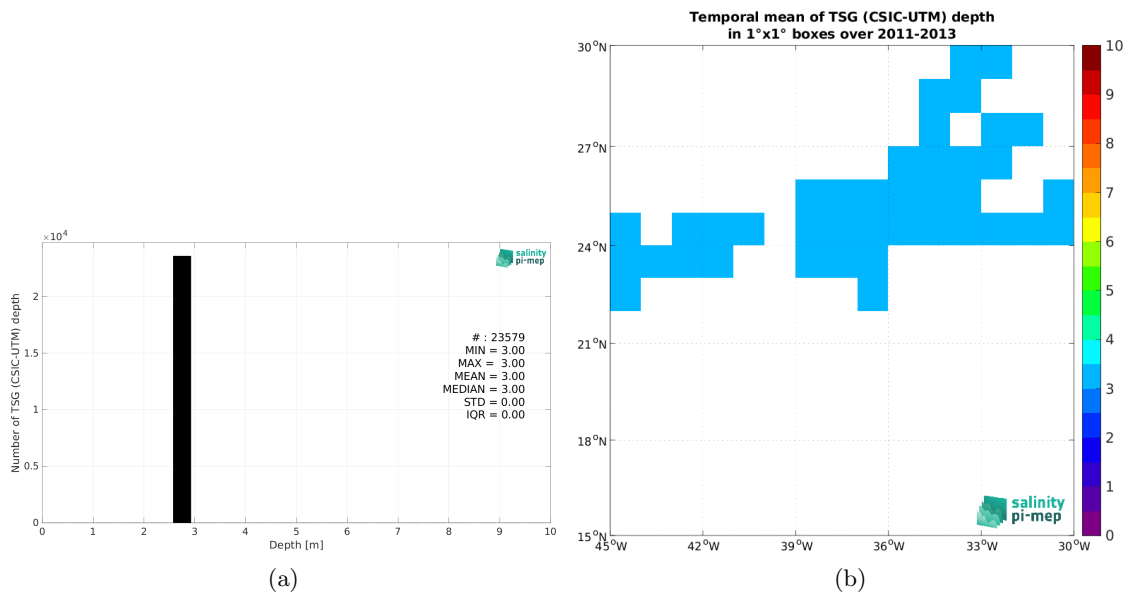 ×10⁴
2
1.5
1
0.5
0
Number of TSG (CSIC-UTM) depth
salinity
pi-mep
# : 23579
MIN = 3.00
MAX = 3.00
MEAN = 3.00
MEDIAN = 3.00
STD = 0.00
IQR = 0.00
0 1 2 3 4 5 6 7 8 9 10
Depth [m]
(a)
Temporal mean of TSG (CSIC-UTM) depth
in 1°x1° boxes over 2011-2013
30°N
27°N
24°N
21°N
18°N
15°N
45°W 42°W 39°W 36°W 33°W 30°W
salinity
pi-mep
10
9
8
7
6
5
4
3
2
1
0
(b)